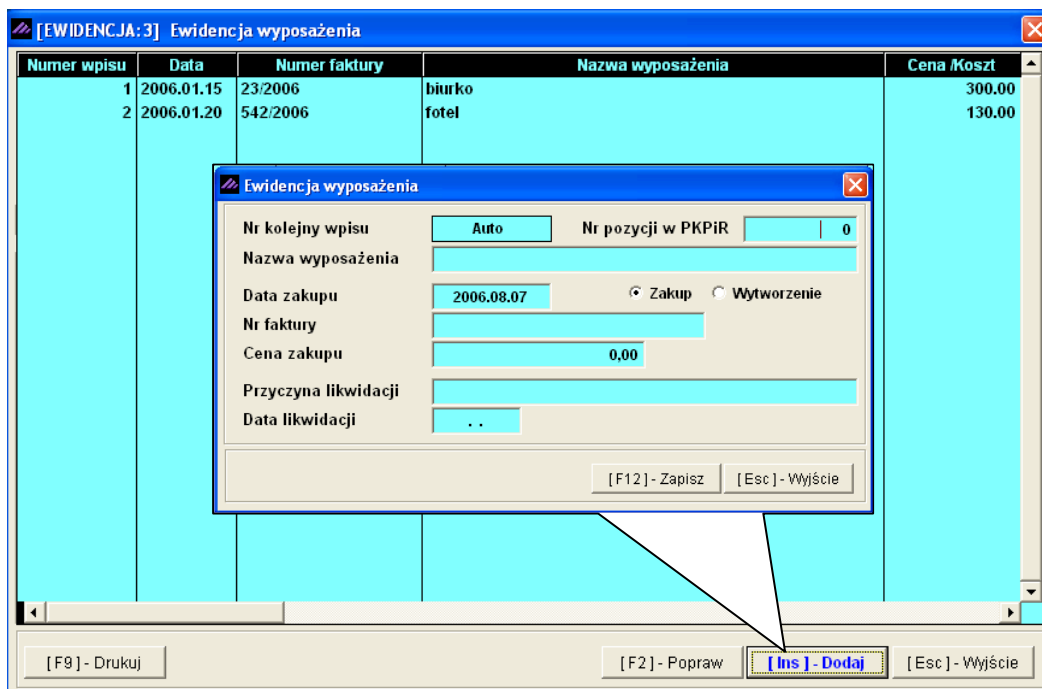 [EWIDENCJA:3] Ewidencja wyposażenia
Numer wpisu Data Numer faktury Nazwa wyposażenia Cena /Koszt
1 2006.01.15 23/2006 biurko 300.00
2 2006.01.20 542/2006 fotel 130.00
Ewidencja wyposażenia
Nr kolejny wpisu Auto Nr pozycji w PKPiR 0
Nazwa wyposażenia
Data zakupu 2006.08.07 Zakup Wytworzenie
Nr faktury
Cena zakupu 0,00
Przyczyna likwidacji
Data likwidacji . .
[F12]- Zapisz [Esc]- Wyjście
[F9]- Drukuj [F2]- Popraw [Ins]- Dodaj [Esc]- Wyjście